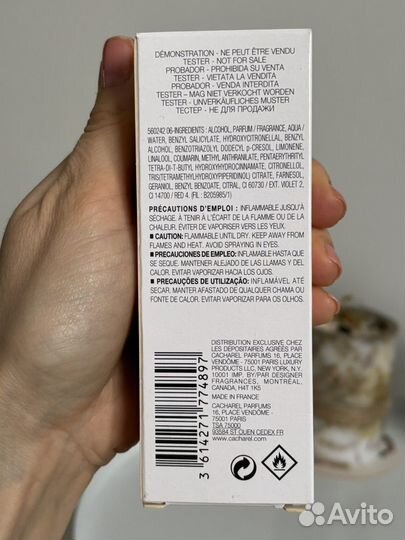 DÉMONSTRATION - NE PEUT ÊTRE VENDU
TESTER - NOT FOR SALE
PROBADOR - PROHIBIDA SU VENTA
TESTER - VIETATA LA VENDITA
PROBADOR - VENDA INTERDITA
TESTER – MAG NIET VERKOCHT WORDEN
TESTER - UNVERKÄUFLICHES MUSTER
ТЕСТЕР - НЕ ДЛЯ ПРОДАЖИ
560242 06-INGREDIENTS : ALCOHOL, PARFUM / FRAGRANCE, AQUA /
WATER, BENZYL SALICYLATE, HYDROXYCITRONELLAL, BENZYL
ALCOHOL, BENZOTRIAZOLYL DODECYL p-CRESOL, LIMONENE,
LINALOOL, COUMARIN, METHYL ANTHRANILATE, PENTAERYTHRITYL
TETRA-DI-T-BUTYL HYDROXYHYDROCINNAMATE, CITRONELLOL,
TRIS(TETRAMETHYLHYDROXYPIPERIDINOL) CITRATE, FARNESOL,
GERANIOL, BENZYL BENZOATE, CITRAL, CI 60730 / EXT. VIOLET 2,
CI 14700 / RED 4. (F.I.L. : B205985/1)
PRÉCAUTIONS D'EMPLOI : INFLAMMABLE JUSQU'À
SÉCHAGE. À TENIR À L'ÉCART DE LA FLAMME OU DE LA
CHALEUR. ÉVITER DE VAPORISER VERS LES YEUX.
CAUTION: FLAMMABLE UNTIL DRY. KEEP AWAY FROM
FLAMES AND HEAT. AVOID SPRAYING IN EYES.
PRECAUCIONES DE EMPLEO: INFLAMABLE HASTA QUE
SE SEQUE. MANTENER ALEJADO DE LAS LLAMAS Y DEL
CALOR. EVITAR VAPORIZAR HACIA LOS OJOS.
PRECAUÇÕES DE UTILIZAÇÃO: INFLAMÁVEL ATÉ
SECAR. MANTER AFASTADO DE QUALQUER CHAMA OU
FONTE DE CALOR. EVITAR VAPORIZAR PARA OS OLHOS.
DISTRIBUTION EXCLUSIVE CHEZ
LES DÉPOSITAIRES AGRÉÉS PAR
CACHAREL PARFUMS 16, PLACE
VENDÔME - 75001 PARIS LUXURY
PRODUCTS LLC, NEW YORK, N.Y.
10001 IMP. BY/PAR DESIGNER
FRAGRANCES, MONTRÉAL,
CANADA, H4T 1K5
MADE IN FRANCE
CACHAREL PARFUMS
16, PLACE VENDÔME -
75001 PARIS
TSA 75000
93584 ST OUEN CEDEX.FR
www.cacharel.com
3 614271 774897
Avito